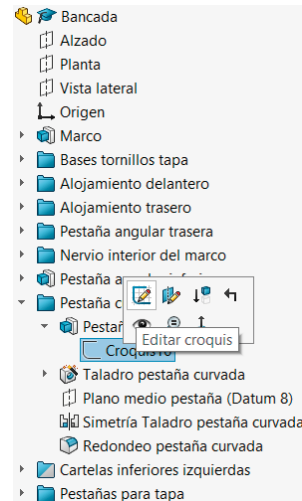 Bancada
Alzado
Planta
Vista lateral
Origen
Marco
Bases tornillos tapa
Alojamiento delantero
Alojamiento trasero
Pestaña angular trasera
Nervio interior del marco
Pestaña
Pestaña c
Pestañ
Editar croquis
Taladro pestaña curvada
Plano medio pestaña (Datum 8)
Simetría Taladro pestaña curvada
Redondeo pestaña curvada
Cartelas inferiores izquierdas
Pestañas para tapa